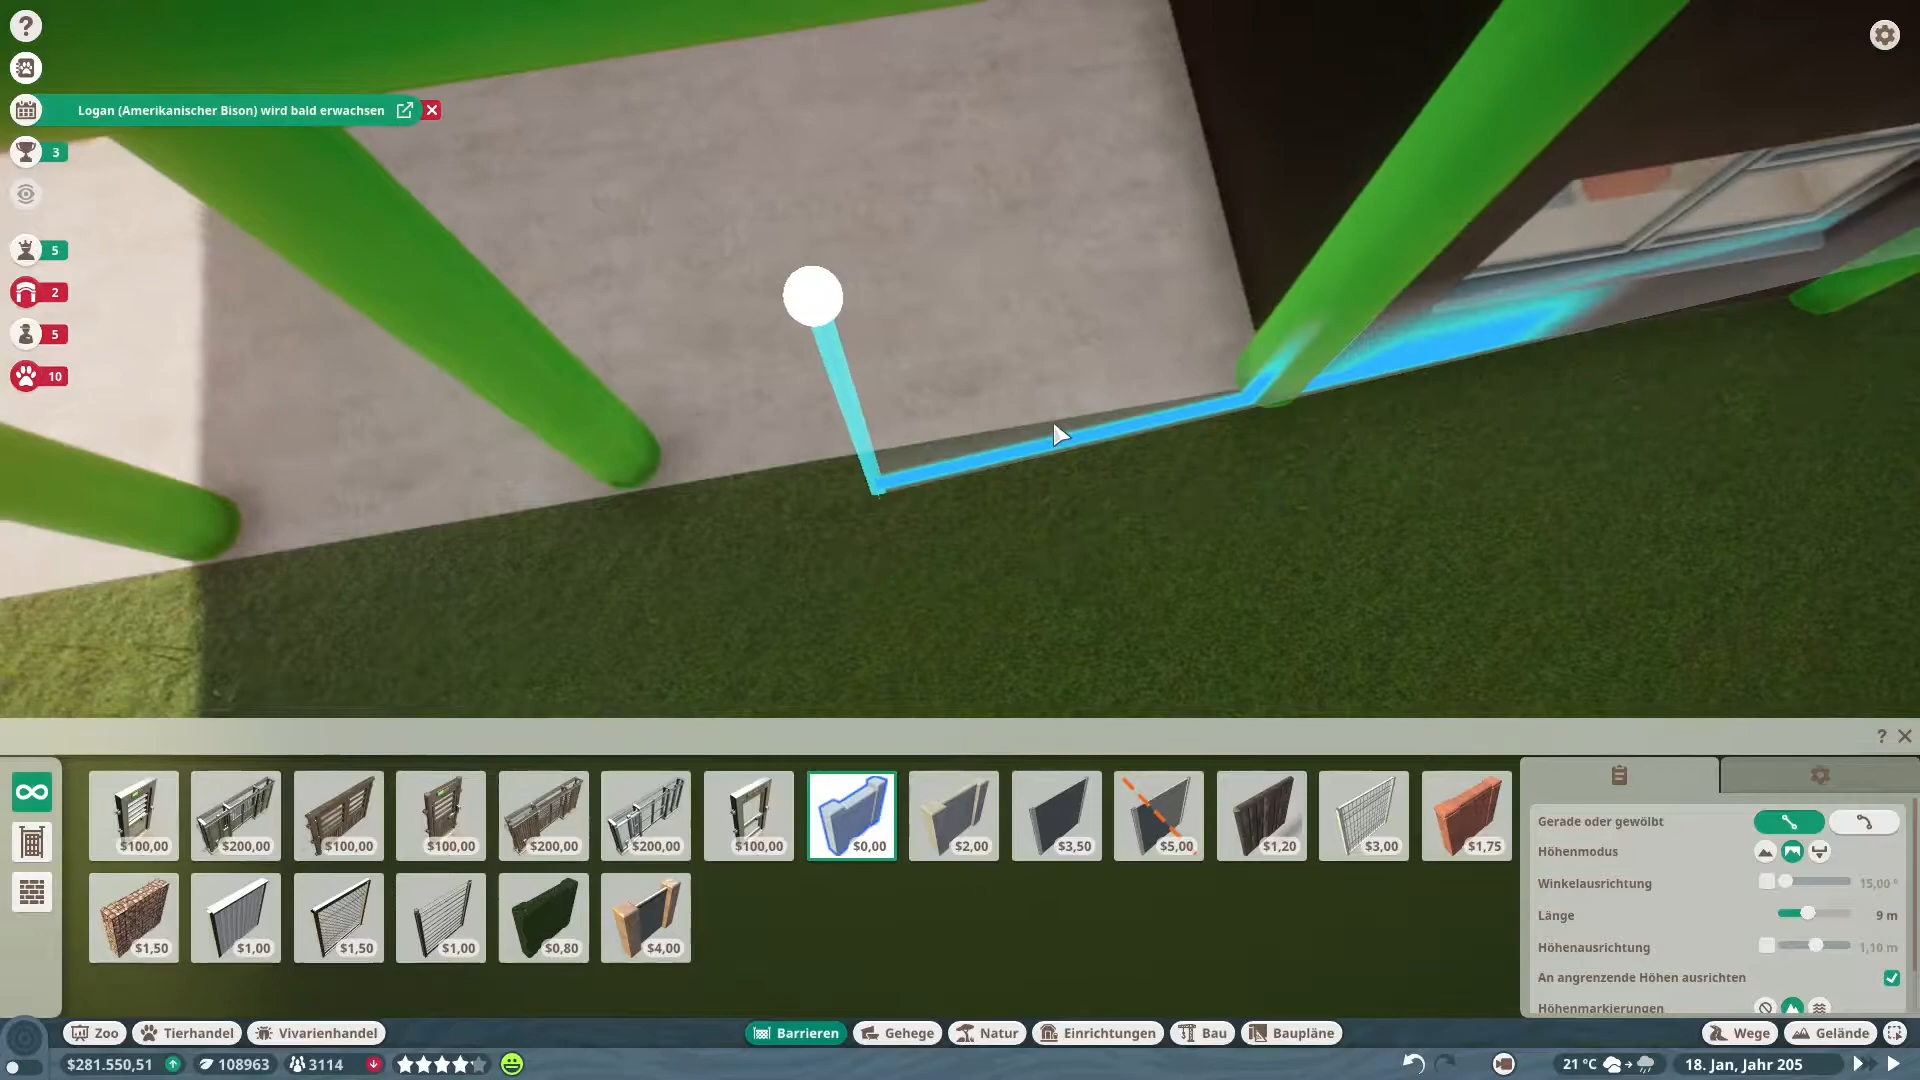 ?
Logan (Amerikanischer Bison) wird bald erwachsen
3
5
2
5
10
?
$100,00
$200,00
$100,00
$100,00
$200,00
$200,00
$100,00
$0,00
$2,00
$3,50
$5,00
$1,20
$3,00
$1,75
$1,50
$1,00
$1,50
$1,00
$0,80
$4,00
Gerade oder gewölbt
Höhenmodus
Winkelausrichtung 15,00 °
Länge 9 m
Höhenausrichtung 1,10 m
An angrenzende Höhen ausrichten
Höhenmarkierungen
Zoo Tierhandel Vivarienhandel Barrieren Gehege Natur Einrichtungen Bau Baupläne Wege Gelände
$281.550,51 108963 3114 21 °C 18. Jan, Jahr 205